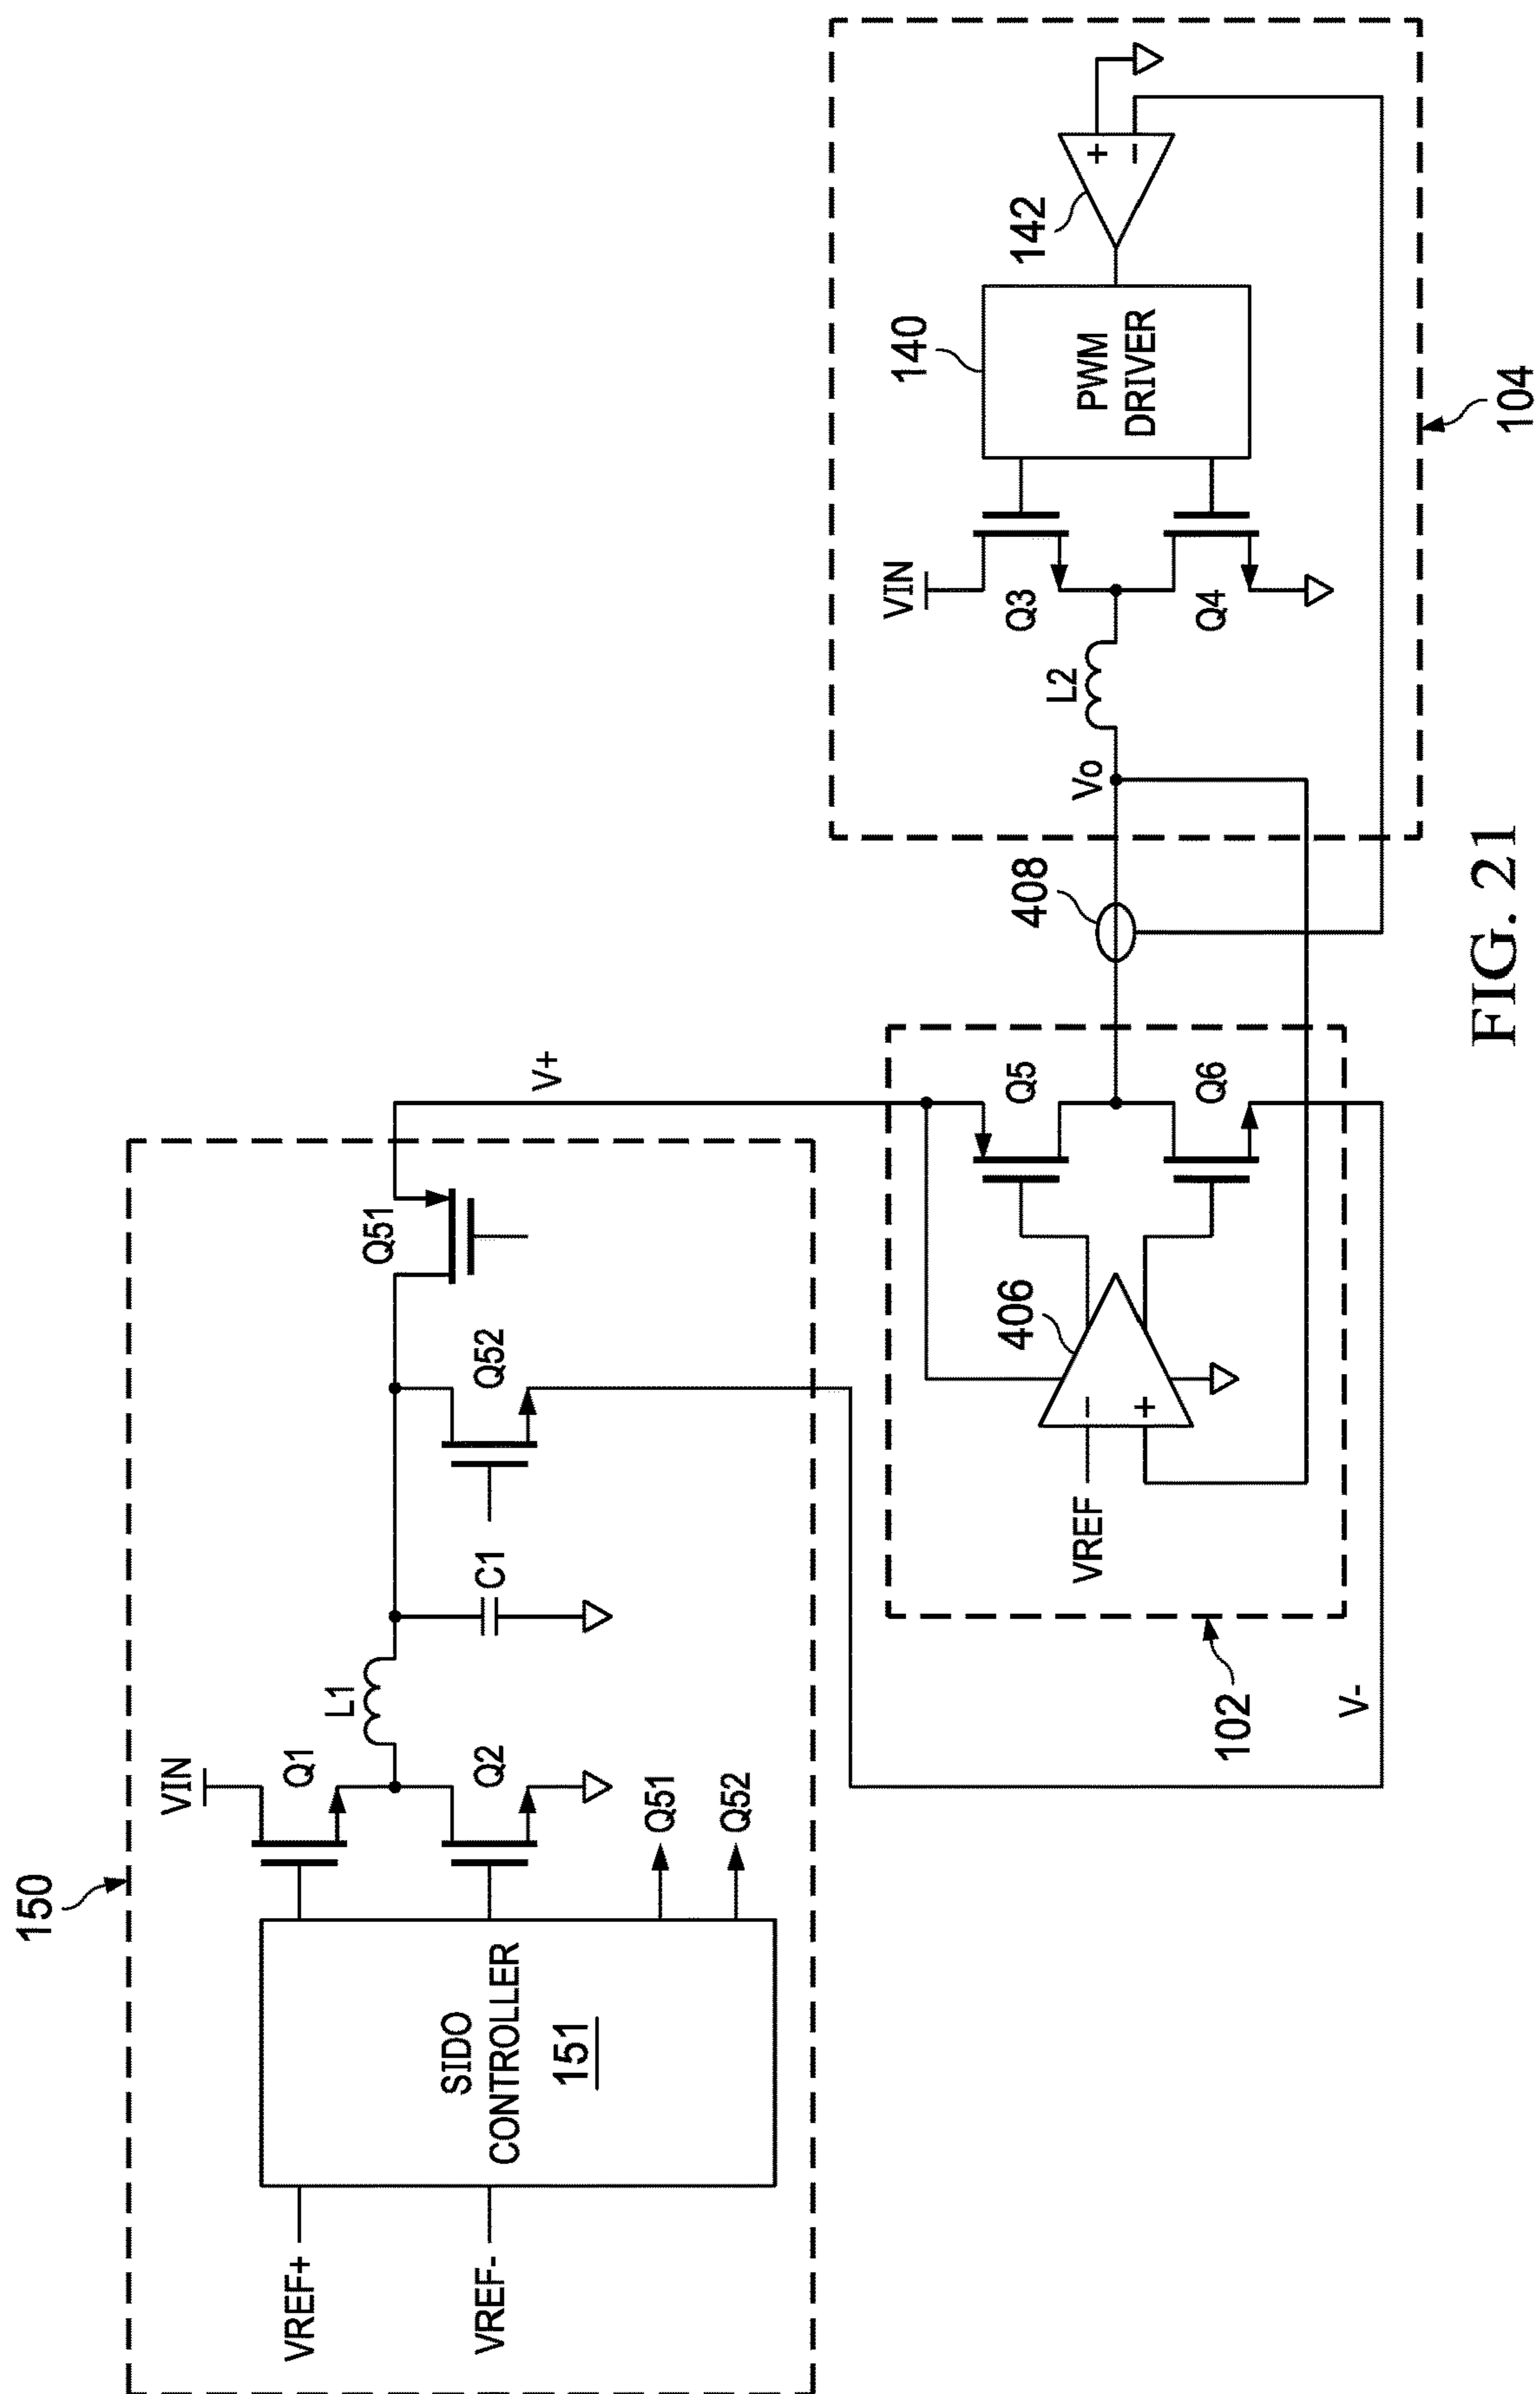 150
VREF+
VREF-
SIDO
CONTROLLER
151
VIN
Q1
Q2
Q51
Q52
L1
C1
Q52
Q51
V+
V-
102
VREF
406
Q5
Q6
408
Vo
L2
VIN
Q3
Q4
140
PWM
DRIVER
142
+
−
−
+
104
FIG. 21